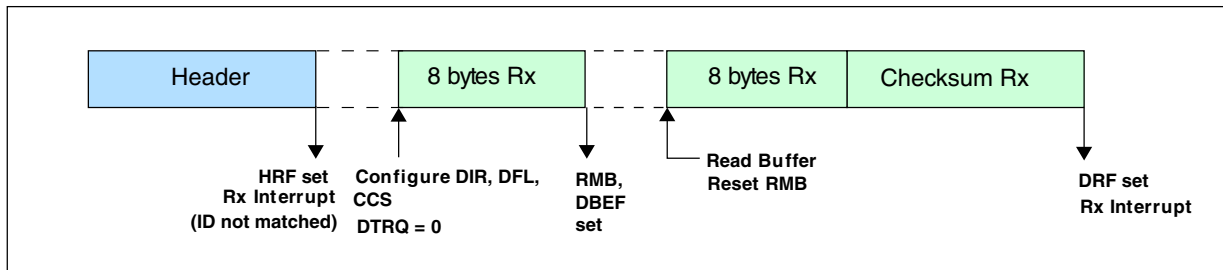 Header
8 bytes Rx
8 bytes Rx
Checksum Rx
HRF set
Rx Interrupt
(ID not matched)
Configure DIR, DFL,
CCS
DTRQ = 0
RMB,
DBEF
set
Read Buffer
Reset RMB
DRF set
Rx Interrupt